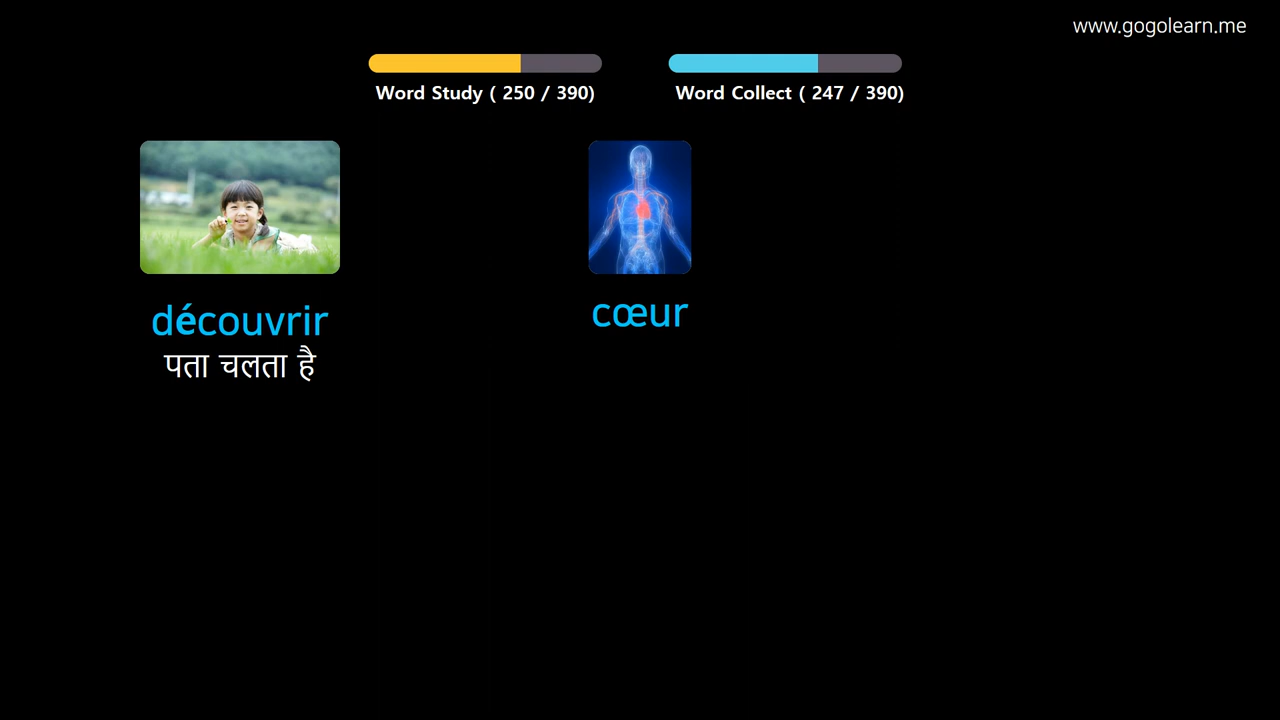 www.gogolearn.me
Word Study ( 250 / 390)
Word Collect ( 247 / 390)
découvrir
पता चलता है
cœur